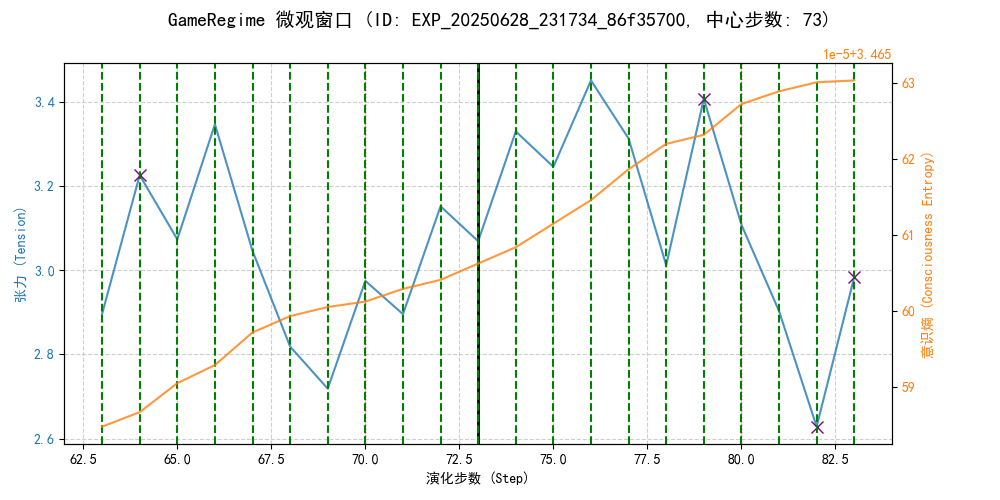 GameRegime 微观窗口 (ID: EXP_20250628_231734_86f35700, 中心步数: 73)
1e-5+3.465
3.4
3.2
3.0
2.8
2.6
张力 (Tension)
63
62
61
60
59
意识熵 (Consciousness Entropy)
62.5 65.0 67.5 70.0 72.5 75.0 77.5 80.0 82.5
演化步数 (Step)